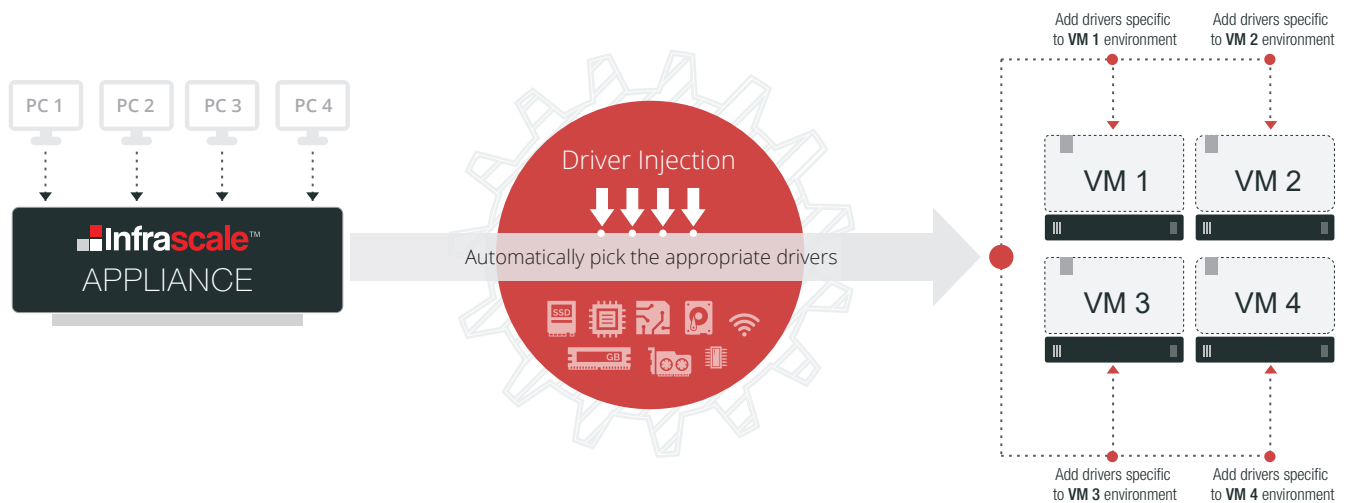 PC 1
PC 2
PC 3
PC 4
Infrascale™
APPLIANCE
Driver Injection
Automatically pick the appropriate drivers
SSD
GB
Add drivers specific
to VM 1 environment
Add drivers specific
to VM 2 environment
VM 1
VM 2
VM 3
VM 4
Add drivers specific
to VM 3 environment
Add drivers specific
to VM 4 environment